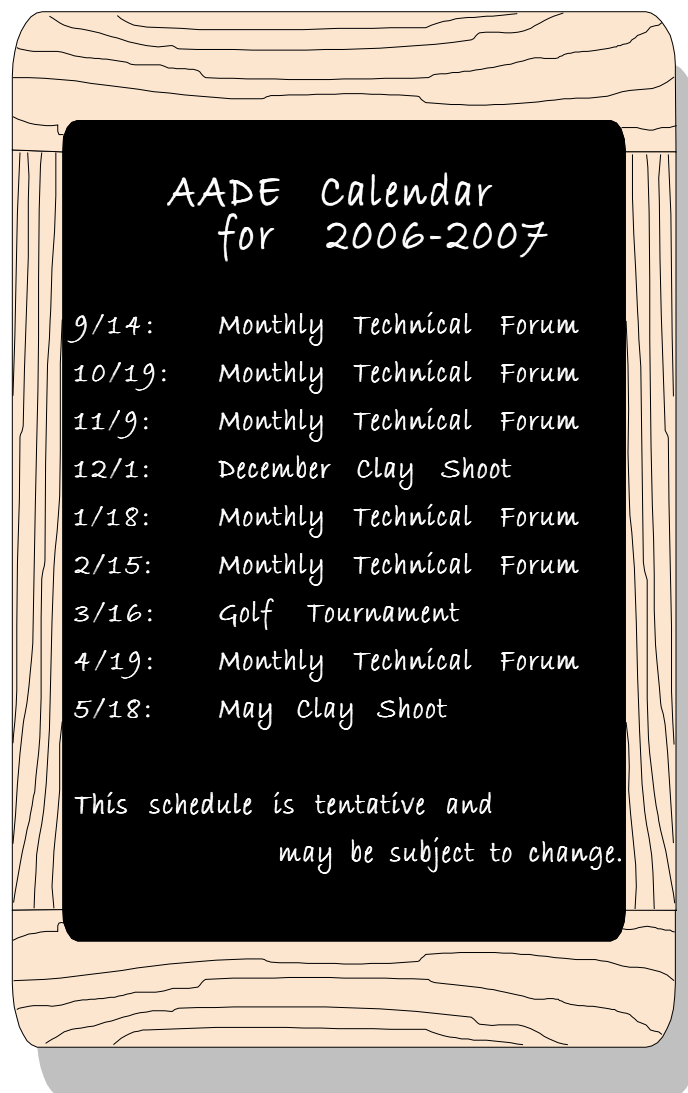 AADE Calendar
for 2006-2007
9/14: Monthly Technical Forum
10/19: Monthly Technical Forum
11/9: Monthly Technical Forum
12/1: December Clay Shoot
1/18: Monthly Technical Forum
2/15: Monthly Technical Forum
3/16: Golf Tournament
4/19: Monthly Technical Forum
5/18: May Clay Shoot
This schedule is tentative and
may be subject to change.